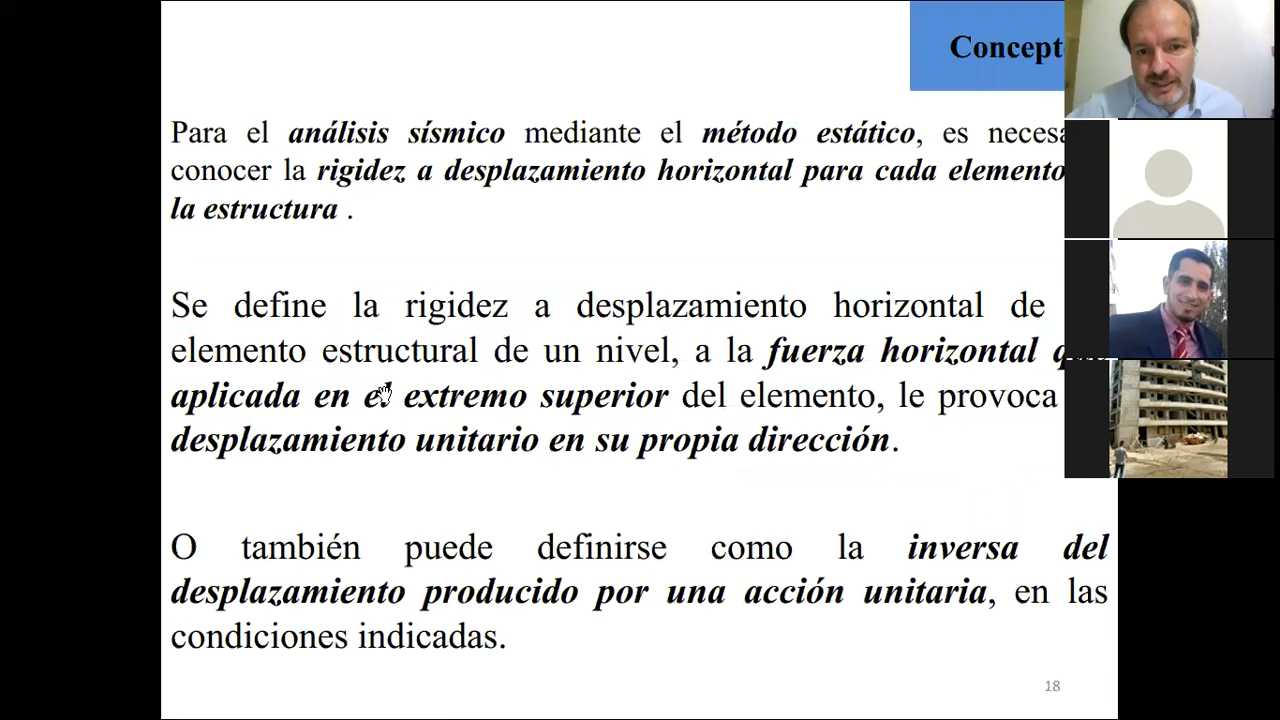 Concept
Para el análisis sísmico mediante el método estático, es
conocer la rigidez a desplazamiento horizontal para cada elemento
la estructura .
Se define la rigidez a desplazamiento horizontal de
elemento estructural de un nivel, a la fuerza horizontal
aplicada en el extremo superior del elemento, le provoca
desplazamiento unitario en su propia dirección.
O también puede definirse como la inversa del
desplazamiento producido por una acción unitaria, en las
condiciones indicadas.
18